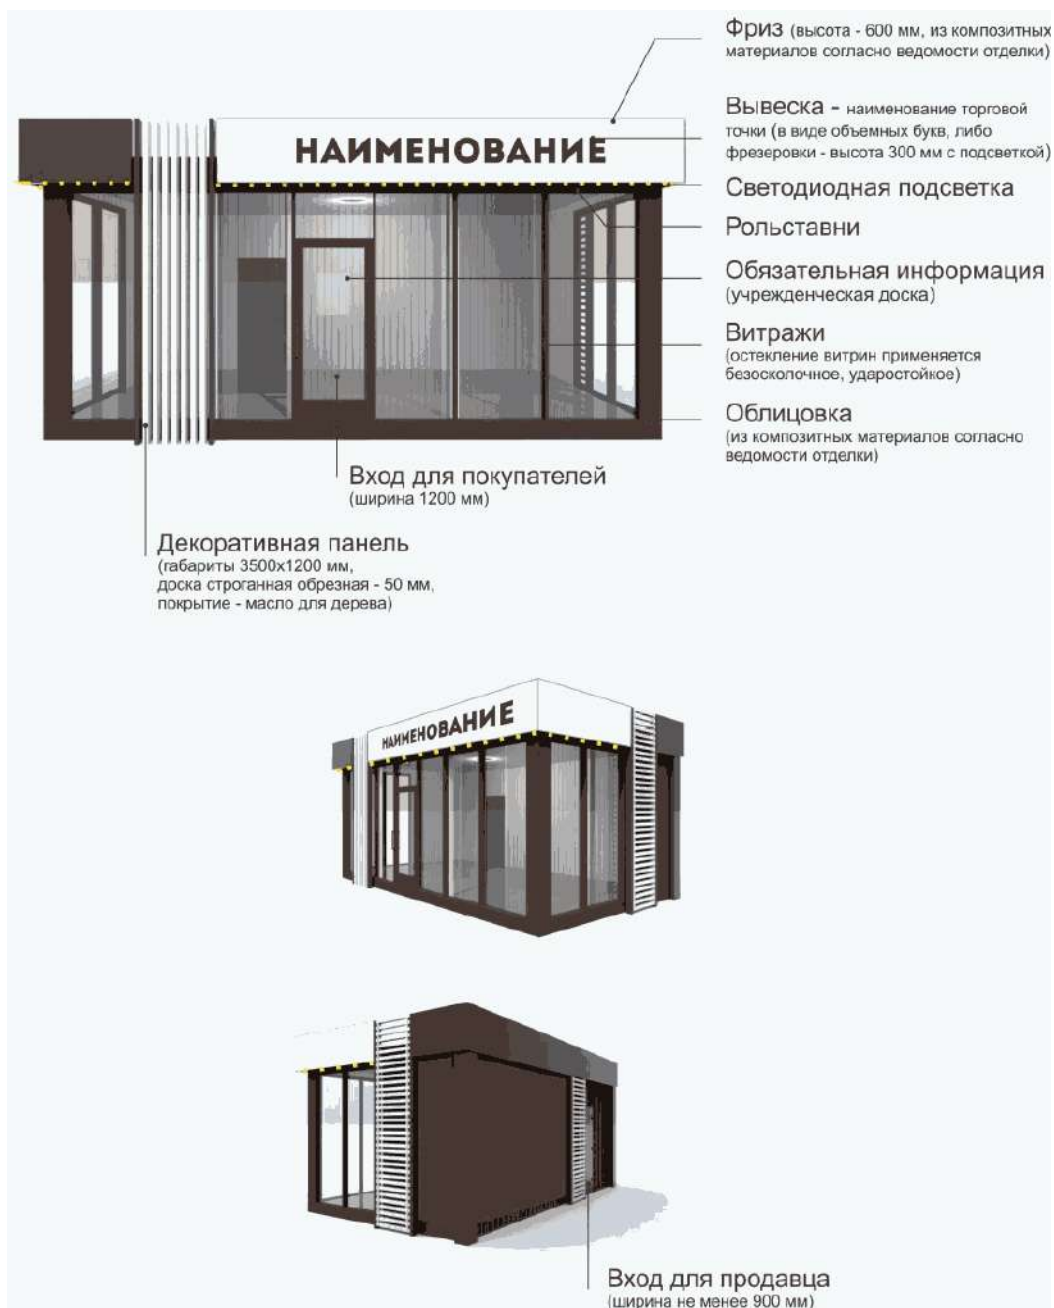 Фриз (высота - 600 мм, из композитных
материалов согласно ведомости отделки)
Вывеска - наименование торговой
точки (в виде объемных букв, либо
фрезеровки - высота 300 мм с подсветкой)
НАИМЕНОВАНИЕ
Светодиодная подсветка
Рольставни
Обязательная информация
(учрежденческая доска)
Витражи
(остекление витрин применяется
безосколочное, ударостойкое)
Облицовка
(из композитных материалов согласно
ведомости отделки)
Вход для покупателей
(ширина 1200 мм)
Декоративная панель
(габариты 3500х1200 мм,
доска строганная обрезная - 50 мм,
покрытие - масло для дерева)
НАИМЕНОВАНИЕ
Вход для продавца
(ширина не менее 900 мм)